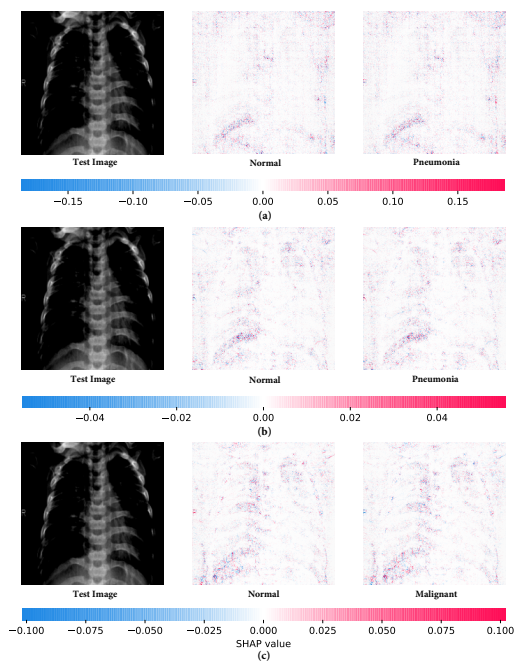 Test Image Normal Pneumonia
−0.15 −0.10 −0.05 0.00 0.05 0.10 0.15
(a)
Test Image Normal Pneumonia
−0.04 −0.02 0.00 0.02 0.04
(b)
Test Image Normal Malignant
−0.100 −0.075 −0.050 −0.025 0.000 0.025 0.050 0.075 0.100
SHAP value
(c)